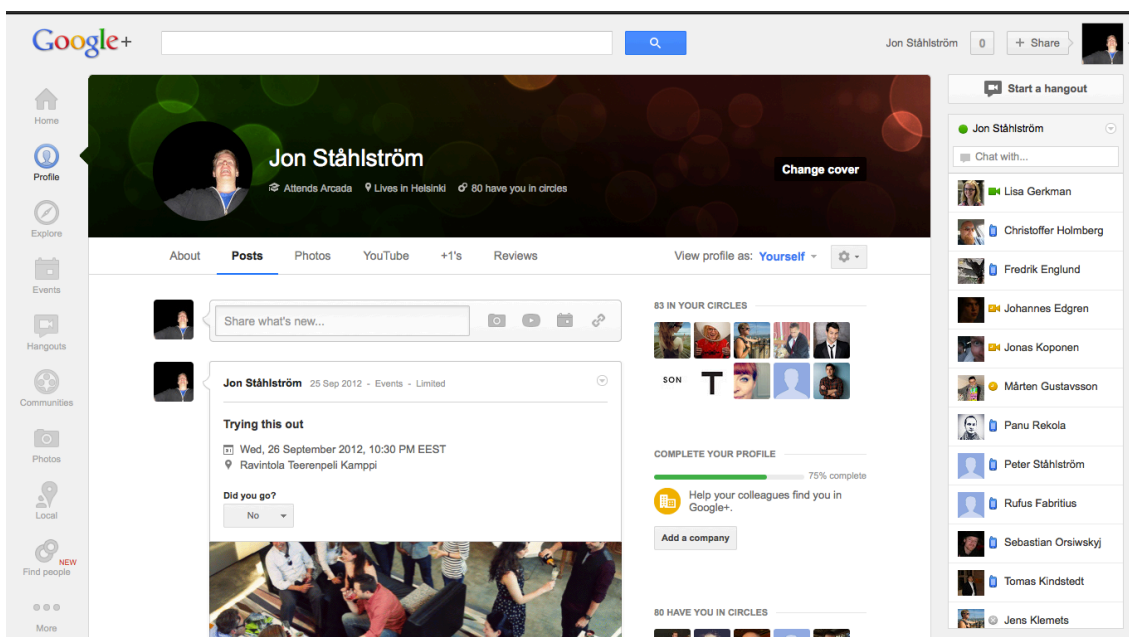 Google+
Jon Ståhlström
0
+ Share
Home
Profile
Explore
Events
Hangouts
Communities
Photos
Local
NEW
Find people
More
Jon Ståhlström
Attends Arcada Lives in Helsinki 80 have you in circles
Change cover
About Posts Photos YouTube +1's Reviews
View profile as: Yourself
Share what's new...
Jon Ståhlström 25 Sep 2012 - Events - Limited
Trying this out
Wed, 26 September 2012, 10:30 PM EEST
Ravintola Teerenpeli Kamppi
Did you go?
No
83 IN YOUR CIRCLES
SON T
COMPLETE YOUR PROFILE
75% complete
Help your colleagues find you in
Google+.
Add a company
80 HAVE YOU IN CIRCLES
Start a hangout
Jon Ståhlström
Chat with...
Lisa Gerkman
Christoffer Holmberg
Fredrik Englund
Johannes Edgren
Jonas Koponen
Mårten Gustavsson
Panu Rekola
Peter Ståhlström
Rufus Fabritius
Sebastian Orsiwskyj
Tomas Kindstedt
Jens Klemets